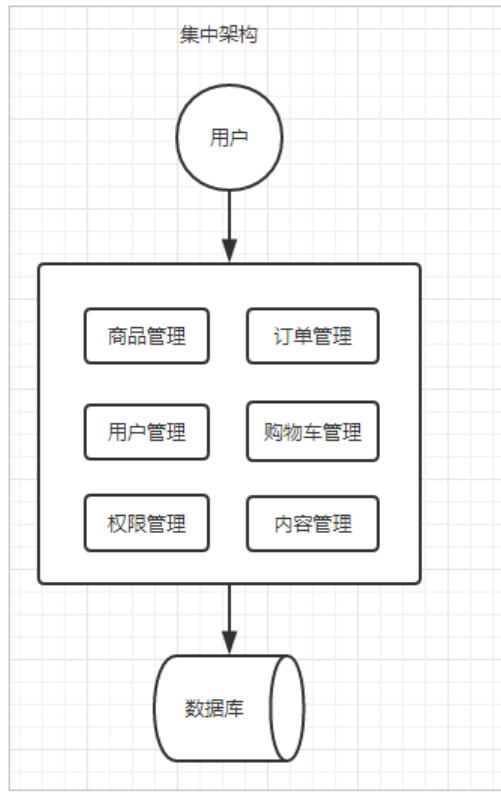 集中架构
用户
商品管理
订单管理
用户管理
购物车管理
权限管理
内容管理
数据库